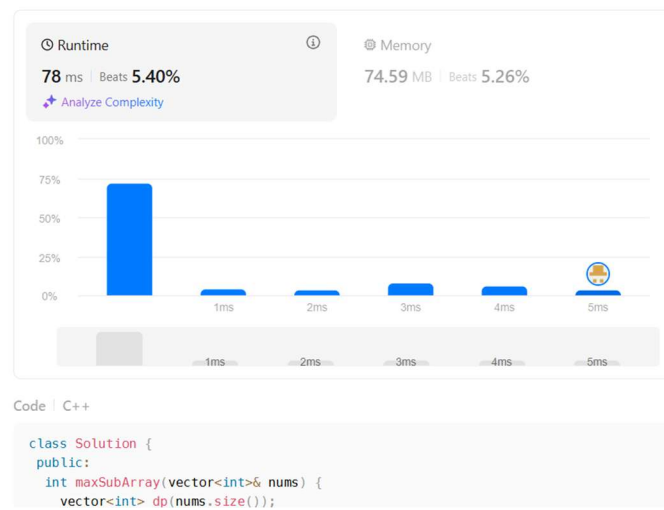 Runtime
78 ms Beats 5.40%
Analyze Complexity
Memory
74.59 MB Beats 5.26%
100%
75%
50%
25%
0%
1ms 2ms 3ms 4ms 5ms
1ms 2ms 3ms 4ms 5ms
Code C++
class Solution {
public:
int maxSubArray(vector<int>& nums) {
vector<int> dp(nums.size());